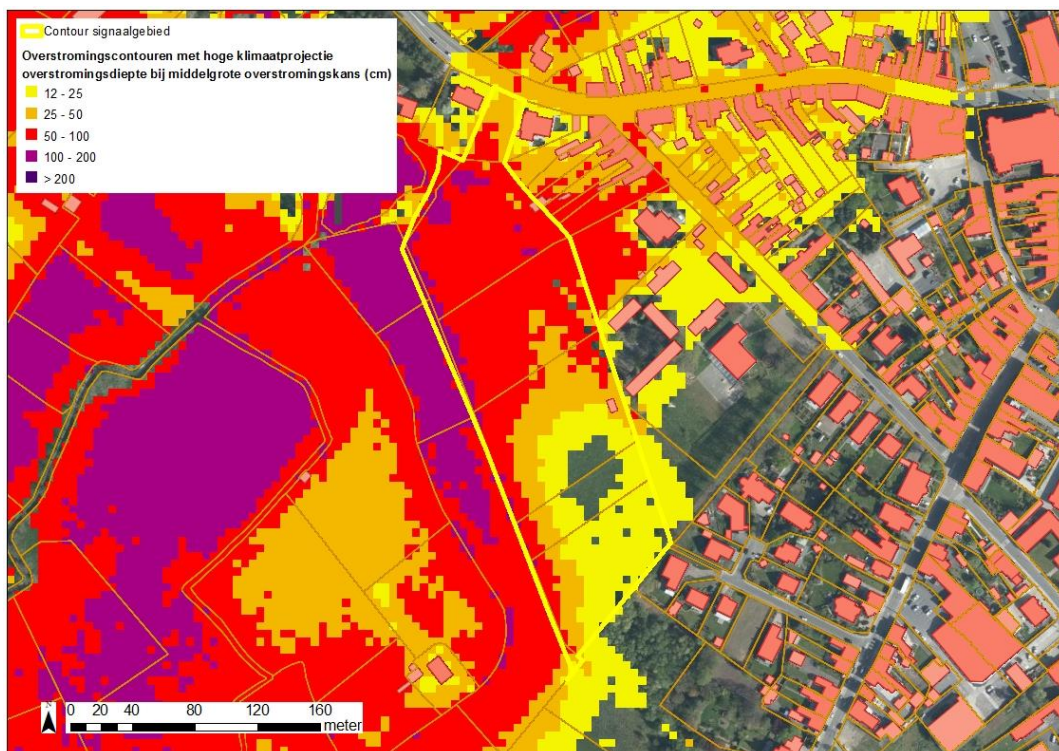 Contour signaalgebied
Overstromingscontouren met hoge klimaatprojectie
overstromingsdiepte bij middelgrote overstromingskans (cm)
12 - 25
25 - 50
50 - 100
100 - 200
> 200
N
0 20 40 80 120 160
meter